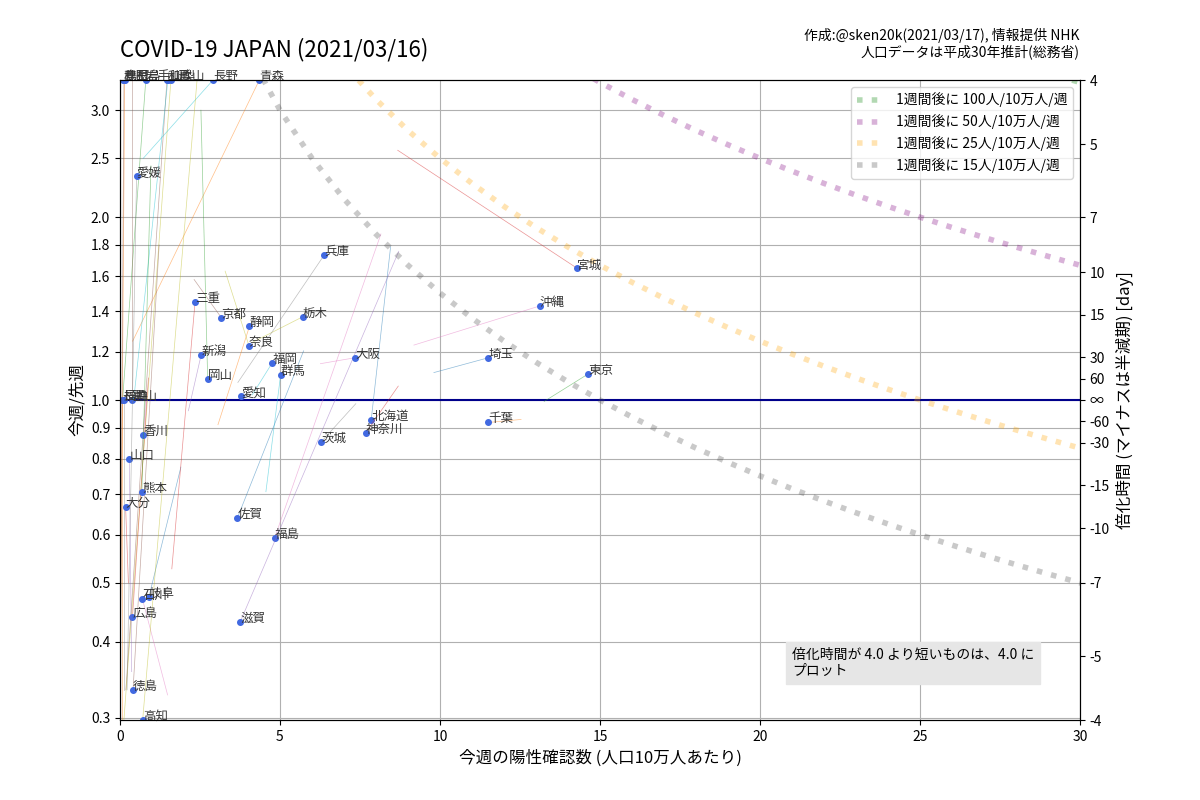 COVID-19 JAPAN (2021/03/16)
作成:@sken20k(2021/03/17), 情報提供 NHK
人口データは平成30年推計(総務省)
長野
青森
1週間後に 100人/10万人/週
1週間後に 50人/10万人/週
1週間後に 25人/10万人/週
1週間後に 15人/10万人/週
愛媛
兵庫
宮城
三重
沖縄
京都
静岡
栃木
奈良
新潟
福岡
大阪
埼玉
岡山
群馬
東京
愛知
香川
北海道
神奈川
千葉
茨城
山口
熊本
大分
佐賀
福島
岐阜
広島
滋賀
徳島
高知
倍化時間が 4.0 より短いものは、4.0 に
プロット
3.0
2.5
2.0
1.8
1.6
1.4
1.2
1.0
0.9
0.8
0.7
0.6
0.5
0.4
0.3
今週/先週
4
5
7
10
15
30
60
∞
-60
-30
-15
-10
-7
-5
-4
倍化時間 (マイナスは半減期) [day]
0 5 10 15 20 25 30
今週の陽性確認数 (人口10万人あたり)